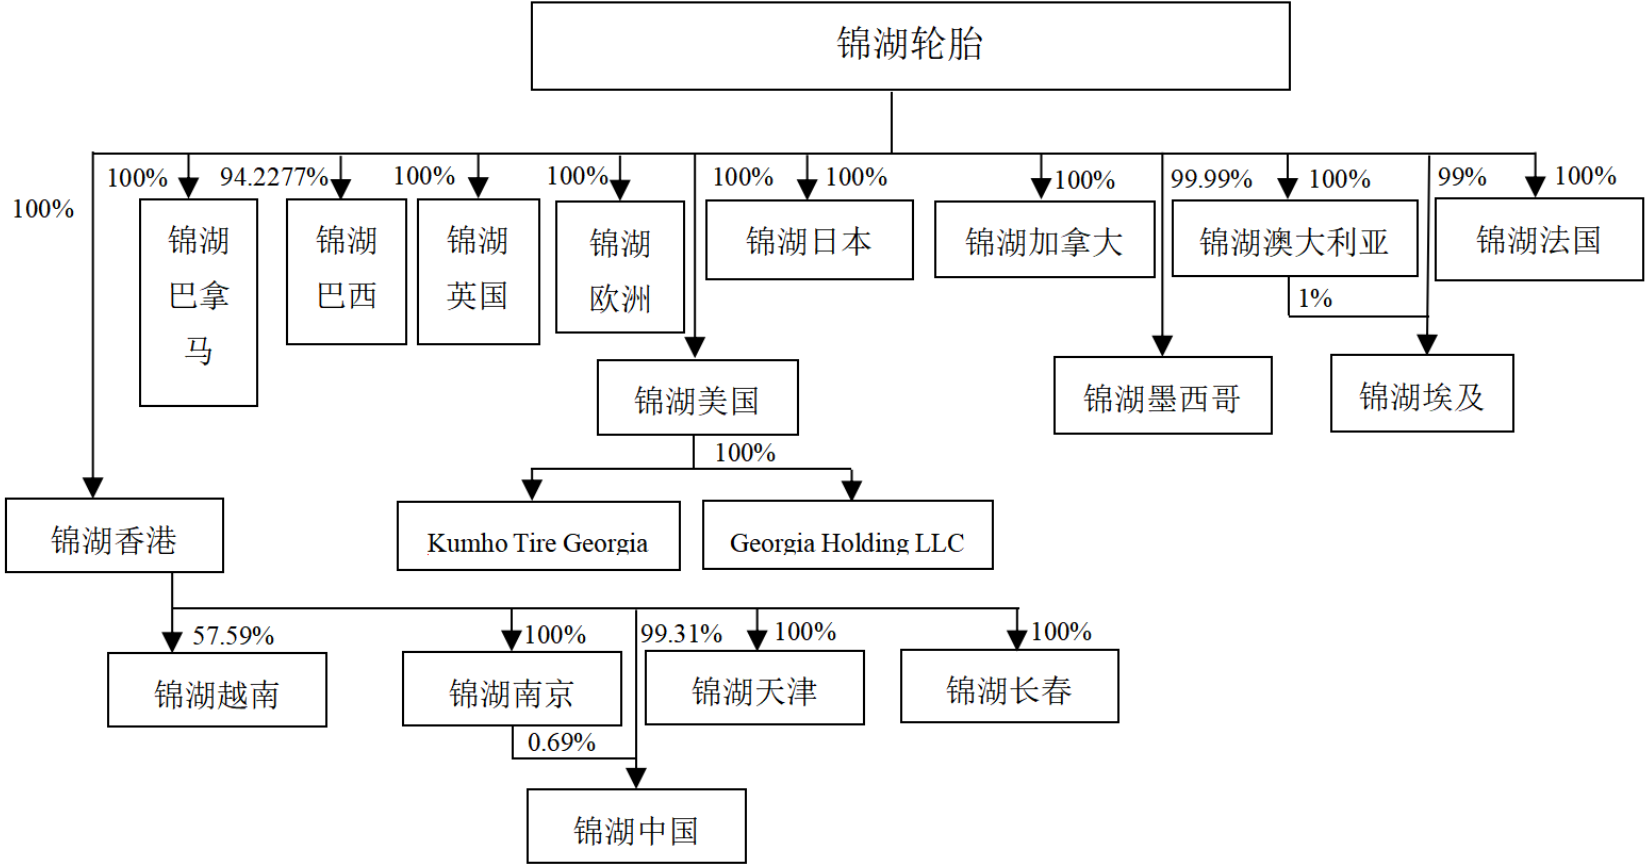 锦湖轮胎
100%
100%
94.2277%
100%
100%
100%
100%
100%
99.99%
100%
99%
100%
锦湖
巴拿
马
锦湖
巴西
锦湖
英国
锦湖
欧洲
锦湖日本
锦湖加拿大
锦湖澳大利亚
锦湖法国
1%
锦湖美国
锦湖墨西哥
锦湖埃及
100%
锦湖香港
Kumho Tire Georgia
Georgia Holding LLC
57.59%
100%
99.31%
100%
100%
锦湖越南
锦湖南京
锦湖天津
锦湖长春
0.69%
锦湖中国